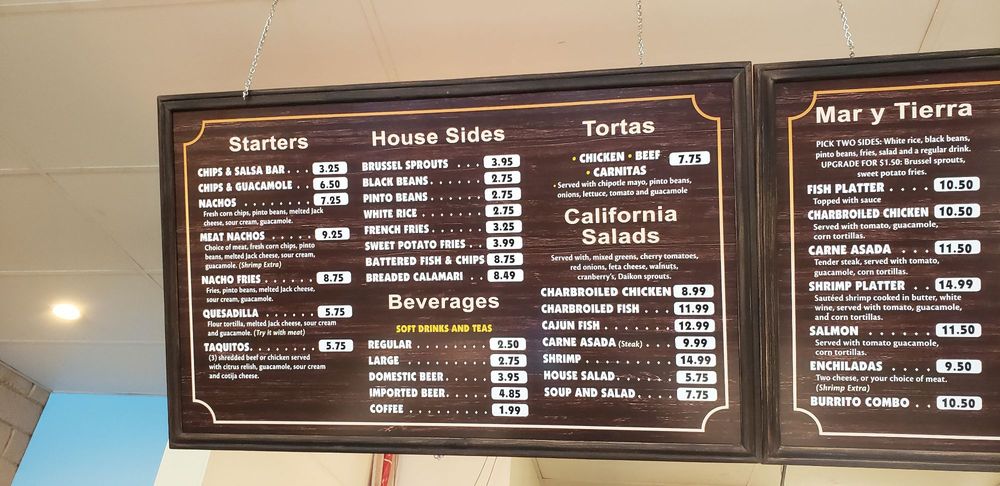 Starters
CHIPS & SALSA BAR . . . 3.25
CHIPS & GUACAMOLE . . . 6.50
NACHOS . . . . . . . . . . 7.25
Fresh corn chips, pinto beans, melted Jack
cheese, sour cream, guacamole.
MEAT NACHOS . . . . . . . 9.25
Choice of meat, fresh corn chips, pinto
beans, melted Jack cheese, sour cream,
guacamole. (Shrimp Extra)
NACHO FRIES . . . . . . . . 8.75
Fries, pinto beans, melted Jack cheese,
sour cream, guacamole.
QUESADILLA . . . . . . . . 5.75
Flour tortilla, melted Jack cheese, sour cream
and guacamole. (Try it with meat)
TAQUITOS. . . . . . . . . . 5.75
(3) shredded beef or chicken served
with citrus relish, guacamole, sour cream
and cotija cheese.
House Sides
BRUSSEL SPROUTS . . . 3.95
BLACK BEANS. . . . . . . 2.75
PINTO BEANS . . . . . . . 2.75
WHITE RICE . . . . . . . . 2.75
FRENCH FRIES. . . . . . . 3.25
SWEET POTATO FRIES . . 3.99
BATTERED FISH & CHIPS 8.75
BREADED CALAMARI . . 8.49
Beverages
SOFT DRINKS AND TEAS
REGULAR . . . . . . . . . 2.50
LARGE . . . . . . . . . . . 2.75
DOMESTIC BEER. . . . . . 3.95
IMPORTED BEER. . . . . . 4.85
COFFEE . . . . . . . . . . 1.99
Tortas
• CHICKEN • BEEF 7.75
• CARNITAS
• Served with chipotle mayo, pinto beans,
onions, lettuce, tomato and guacamole
California
Salads
Served with, mixed greens, cherry tomatoes,
red onions, feta cheese, walnuts,
cranberry's, Daikon sprouts.
CHARBROILED CHICKEN 8.99
CHARBROILED FISH . . . . 11.99
CAJUN FISH . . . . . . . . . 12.99
CARNE ASADA (Steak) . . . . 9.99
SHRIMP . . . . . . . . . . . 14.99
HOUSE SALAD. . . . . . . . 5.75
SOUP AND SALAD. . . . . . 7.75
Mar y Tierra
PICK TWO SIDES: White rice, black beans,
pinto beans, fries, salad and a regular drink.
UPGRADE FOR $1.50: Brussel sprouts,
sweet potato fries.
FISH PLATTER . . . . 10.50
Topped with sauce
CHARBROILED CHICKEN 10.50
Served with tomato, guacamole,
corn tortillas.
CARNE ASADA . . . . 11.50
Tender steak, served with tomato,
guacamole, corn tortillas.
SHRIMP PLATTER . . 14.99
Sautéed shrimp cooked in butter, white
wine, served with tomato, guacamole,
and corn tortillas.
SALMON . . . . . . . 11.50
Served with tomato guacamole,
corn tortillas.
ENCHILADAS . . . . . 9.50
Two cheese, or your choice of meat.
(Shrimp Extra)
BURRITO COMBO . . 10.50